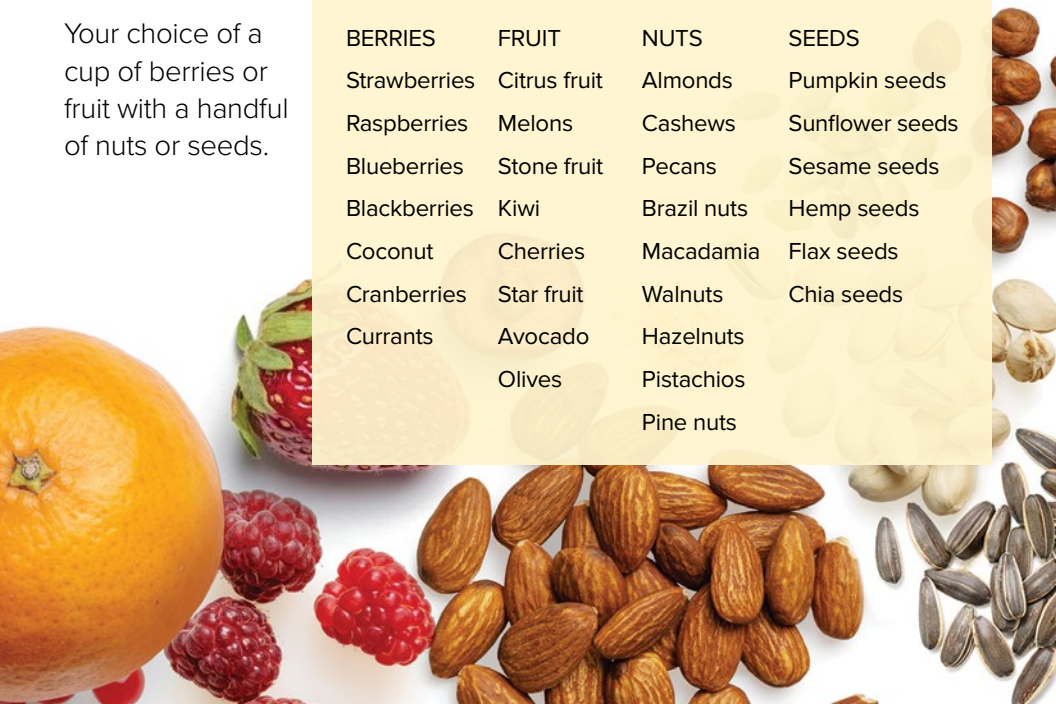 Your choice of a
cup of berries or
fruit with a handful
of nuts or seeds.
BERRIES
Strawberries
Raspberries
Blueberries
Blackberries
Coconut
Cranberries
Currants
FRUIT
Citrus fruit
Melons
Stone fruit
Kiwi
Cherries
Star fruit
Avocado
Olives
NUTS
Almonds
Cashews
Pecans
Brazil nuts
Macadamia
Walnuts
Hazelnuts
Pistachios
Pine nuts
SEEDS
Pumpkin seeds
Sunflower seeds
Sesame seeds
Hemp seeds
Flax seeds
Chia seeds